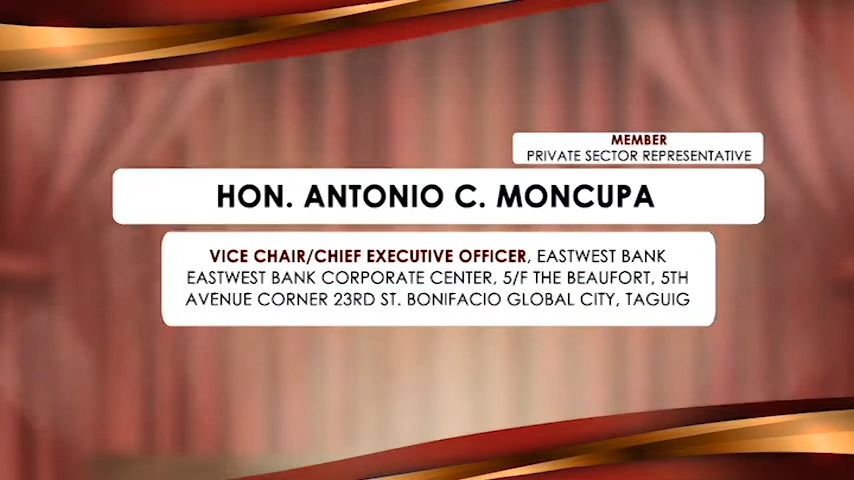 MEMBER
PRIVATE SECTOR REPRESENTATIVE
HON. ANTONIO C. MONCUPA
VICE CHAIR/CHIEF EXECUTIVE OFFICER, EASTWEST BANK
EASTWEST BANK CORPORATE CENTER, 5/F THE BEAUFORT, 5TH
AVENUE CORNER 23RD ST. BONIFACIO GLOBAL CITY, TAGUIG